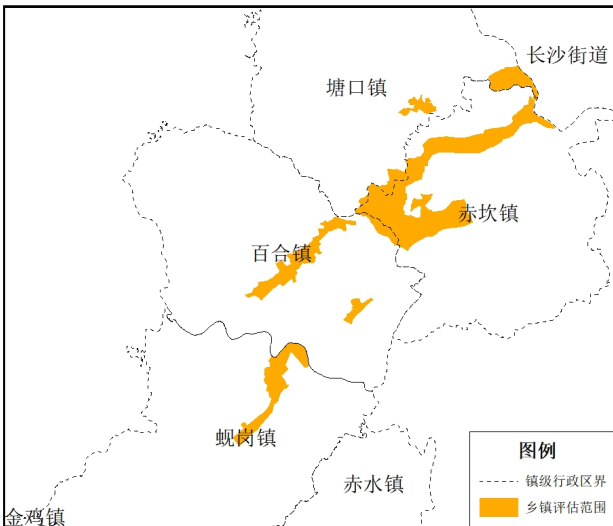 长沙街道
塘口镇
赤坎镇
百合镇
蚬岗镇
赤水镇
金鸡镇
图例
镇级行政区界
乡镇评估范围